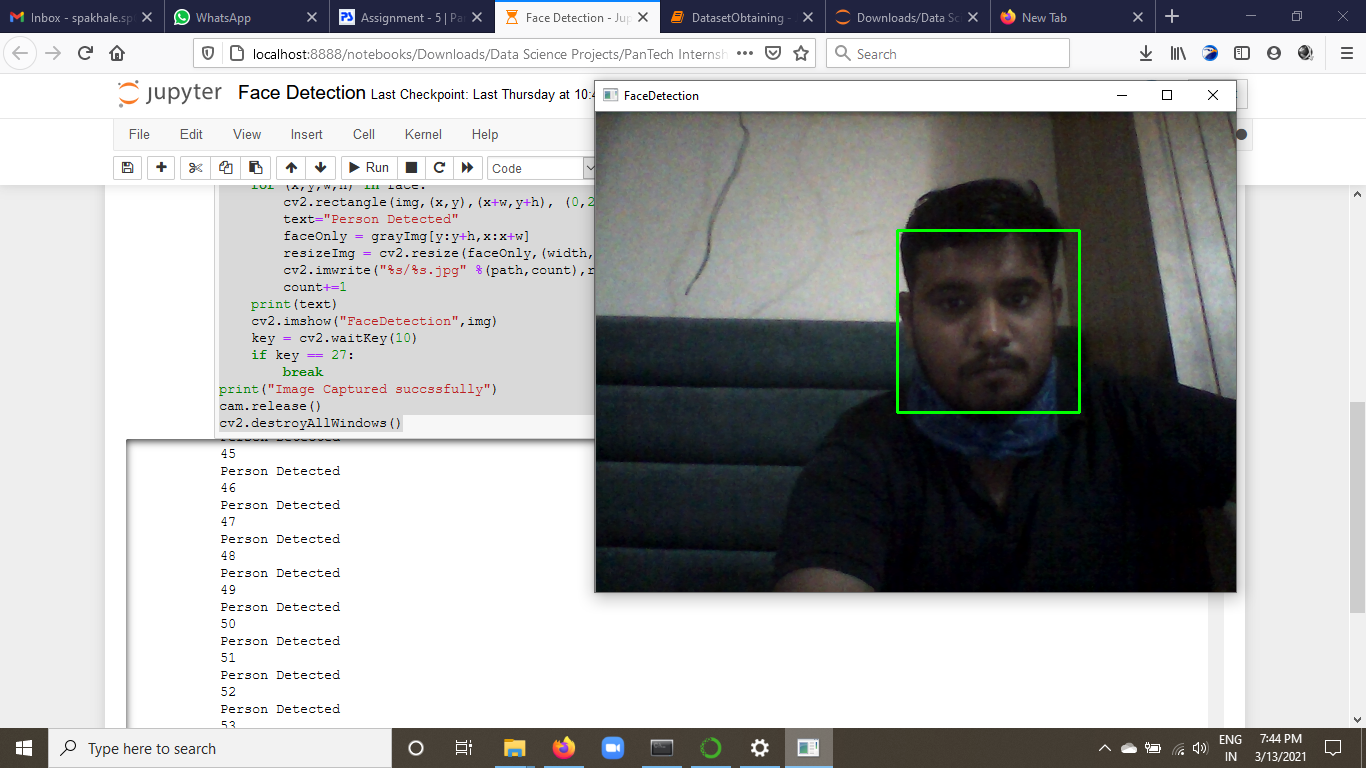 Inbox - spakhale.sp
WhatsApp
Assignment - 5 | Pa
Face Detection - Jup
DatasetObtaining -
Downloads/Data Sc
New Tab
localhost:8888/notebooks/Downloads/Data Science Projects/PanTech Internsh
Search
jupyter Face Detection Last Checkpoint: Last Thursday at 10:4
File Edit View Insert Cell Kernel Help
Run Code
FaceDetection
for (x,y,w,h) in face:
cv2.rectangle(img,(x,y),(x+w,y+h), (0,2
text="Person Detected"
faceOnly = grayImg[y:y+h,x:x+w]
resizeImg = cv2.resize(faceOnly,(width,
cv2.imwrite("%s/%s.jpg" %(path,count),r
count+=1
print(text)
cv2.imshow("FaceDetection",img)
key = cv2.waitKey(10)
if key == 27:
break
print("Image Captured succssfully")
cam.release()
cv2.destroyAllWindows()
Person Detected
45
Person Detected
46
Person Detected
47
Person Detected
48
Person Detected
49
Person Detected
50
Person Detected
51
Person Detected
52
Person Detected
53
Type here to search
ENG
IN
7:44 PM
3/13/2021